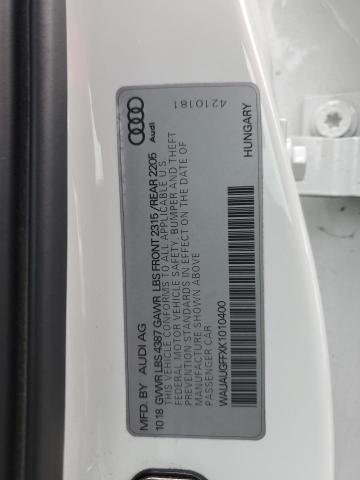 MFD. BY AUDI AG
10 18 GVWR LBS 4387 GAWR LBS FRONT 2315 /REAR 2205
THIS VEHICLE CONFORMS TO ALL APPLICABLE U.S.
FEDERAL MOTOR VEHICLE SAFETY, BUMPER AND THEFT
PREVENTION STANDARDS IN EFFECT ON THE DATE OF
MANUFACTURE SHOWN ABOVE
PASSENGER CAR
WAUAUGFFXK1010400
HUNGARY
Audi
4210181